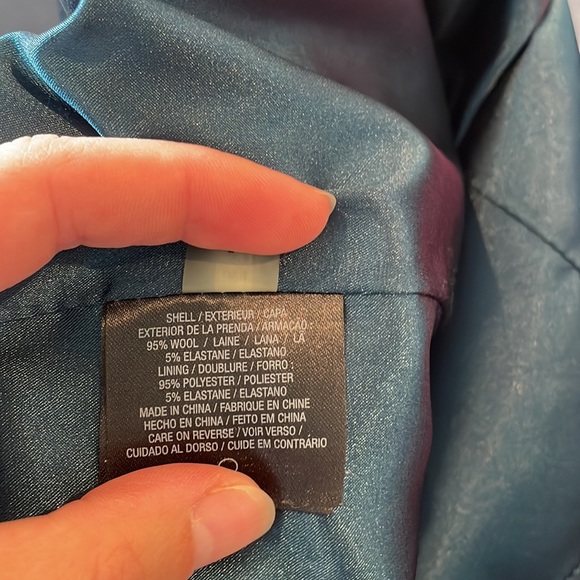 SHELL / EXTERIEUR / CAPA
EXTERIOR DE LA PRENDA / ARMAÇÃO :
95% WOOL / LAINE / LANA / LÃ
5% ELASTANE / ELASTANO
LINING / DOUBLURE / FORRO :
95% POLYESTER / POLIESTER
5% ELASTANE / ELASTANO
MADE IN CHINA / FABRIQUE EN CHINE
HECHO EN CHINA / FEITO EM CHINA
CARE ON REVERSE / VOIR VERSO /
CUIDADO AL DORSO / CUIDE EM CONTRÁRIO